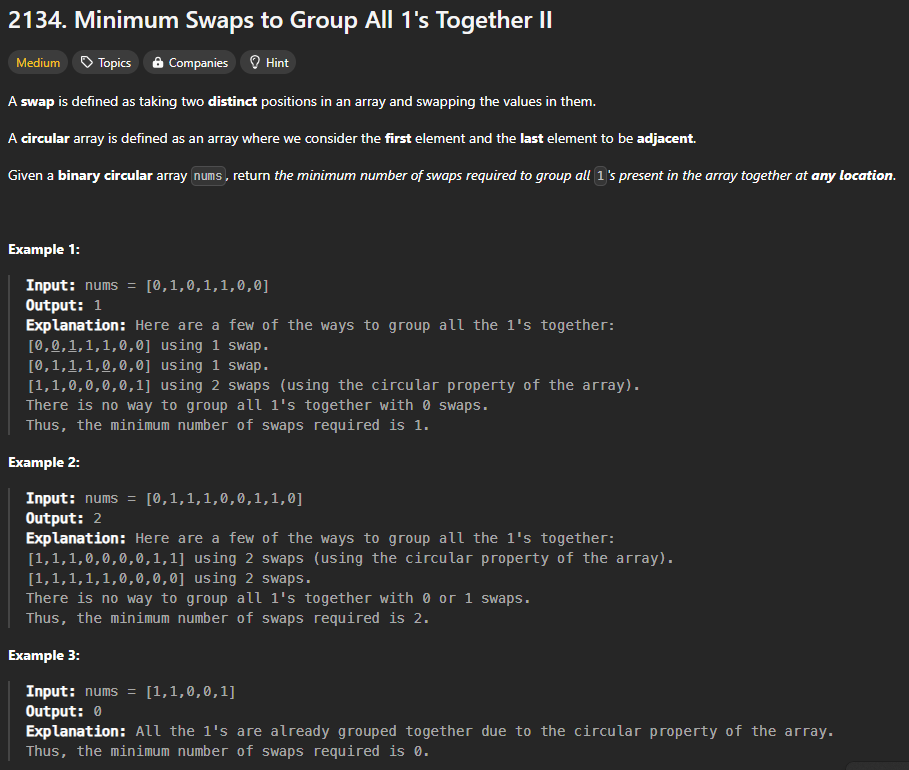 2134. Minimum Swaps to Group All 1's Together II
Medium Topics Companies Hint
A swap is defined as taking two distinct positions in an array and swapping the values in them.
A circular array is defined as an array where we consider the first element and the last element to be adjacent.
Given a binary circular array nums, return the minimum number of swaps required to group all 1's present in the array together at any location.
Example 1:
Input: nums = [0,1,0,1,1,0,0]
Output: 1
Explanation: Here are a few of the ways to group all the 1's together:
[0,0,1,1,1,0,0] using 1 swap.
[0,1,1,1,0,0,0] using 1 swap.
[1,1,0,0,0,0,1] using 2 swaps (using the circular property of the array).
There is no way to group all 1's together with 0 swaps.
Thus, the minimum number of swaps required is 1.
Example 2:
Input: nums = [0,1,1,1,0,0,1,1,0]
Output: 2
Explanation: Here are a few of the ways to group all the 1's together:
[1,1,1,0,0,0,0,1,1] using 2 swaps (using the circular property of the array).
[1,1,1,1,1,0,0,0,0] using 2 swaps.
There is no way to group all 1's together with 0 or 1 swaps.
Thus, the minimum number of swaps required is 2.
Example 3:
Input: nums = [1,1,0,0,1]
Output: 0
Explanation: All the 1's are already grouped together due to the circular property of the array.
Thus, the minimum number of swaps required is 0.